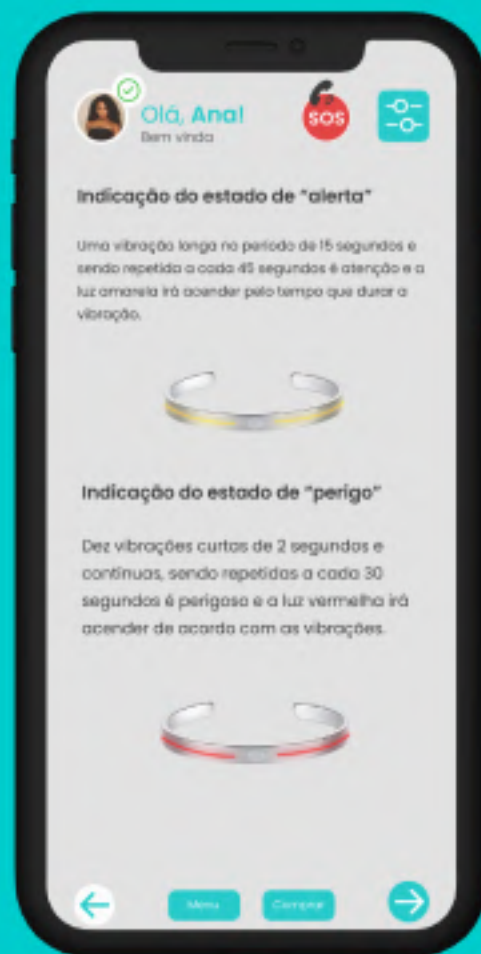 Olá, Ana!
Bem vinda
SOS
Indicação do estado de “alerta”
Uma vibração longa no período de 15 segundos e
sendo repetida a cada 45 segundos é atenção e a
luz amarela irá acender pelo tempo que durar a
vibração.
Indicação do estado de “perigo”
Dez vibrações curtas de 2 segundos e
continuas, sendo repetidas a cada 30
segundos é perigoso e a luz vermelha irá
acender de acordo com as vibrações.
Menu
Comprar